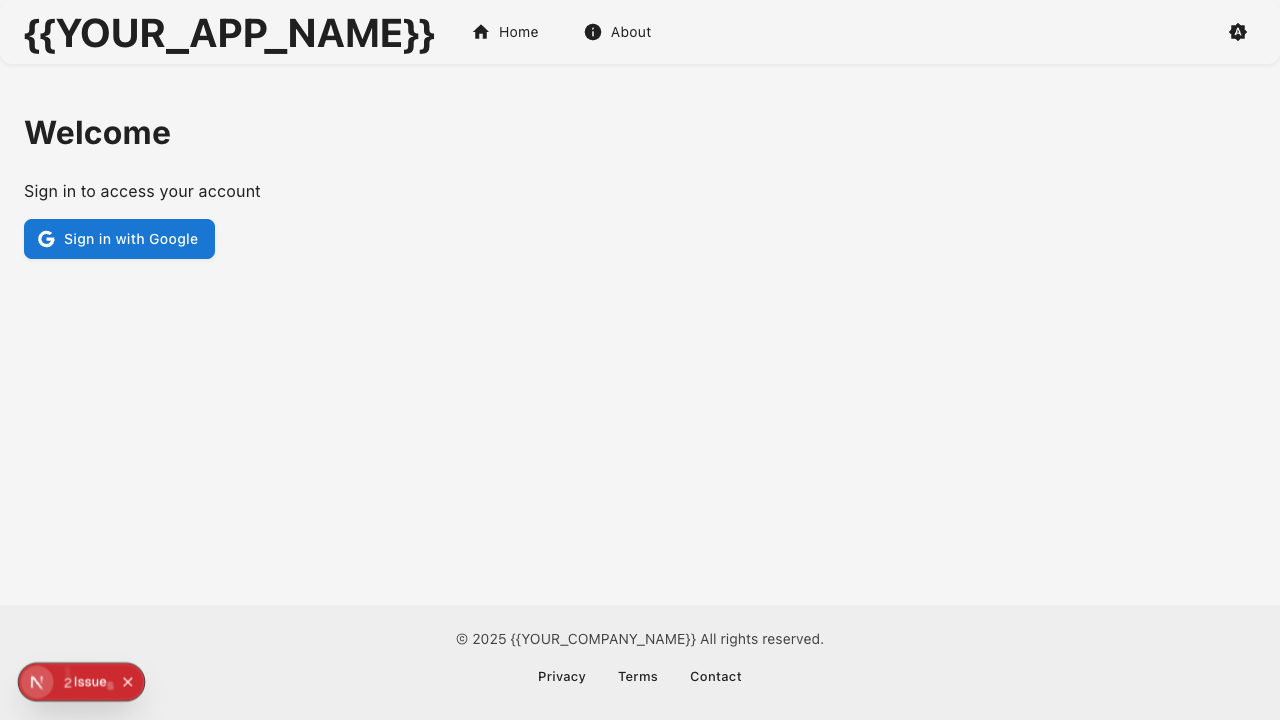 {{YOUR_APP_NAME}}
Home
About
Welcome
Sign in to access your account
Sign in with Google
© 2025 {{YOUR_COMPANY_NAME}} All rights reserved.
Privacy
Terms
Contact
2 Issue